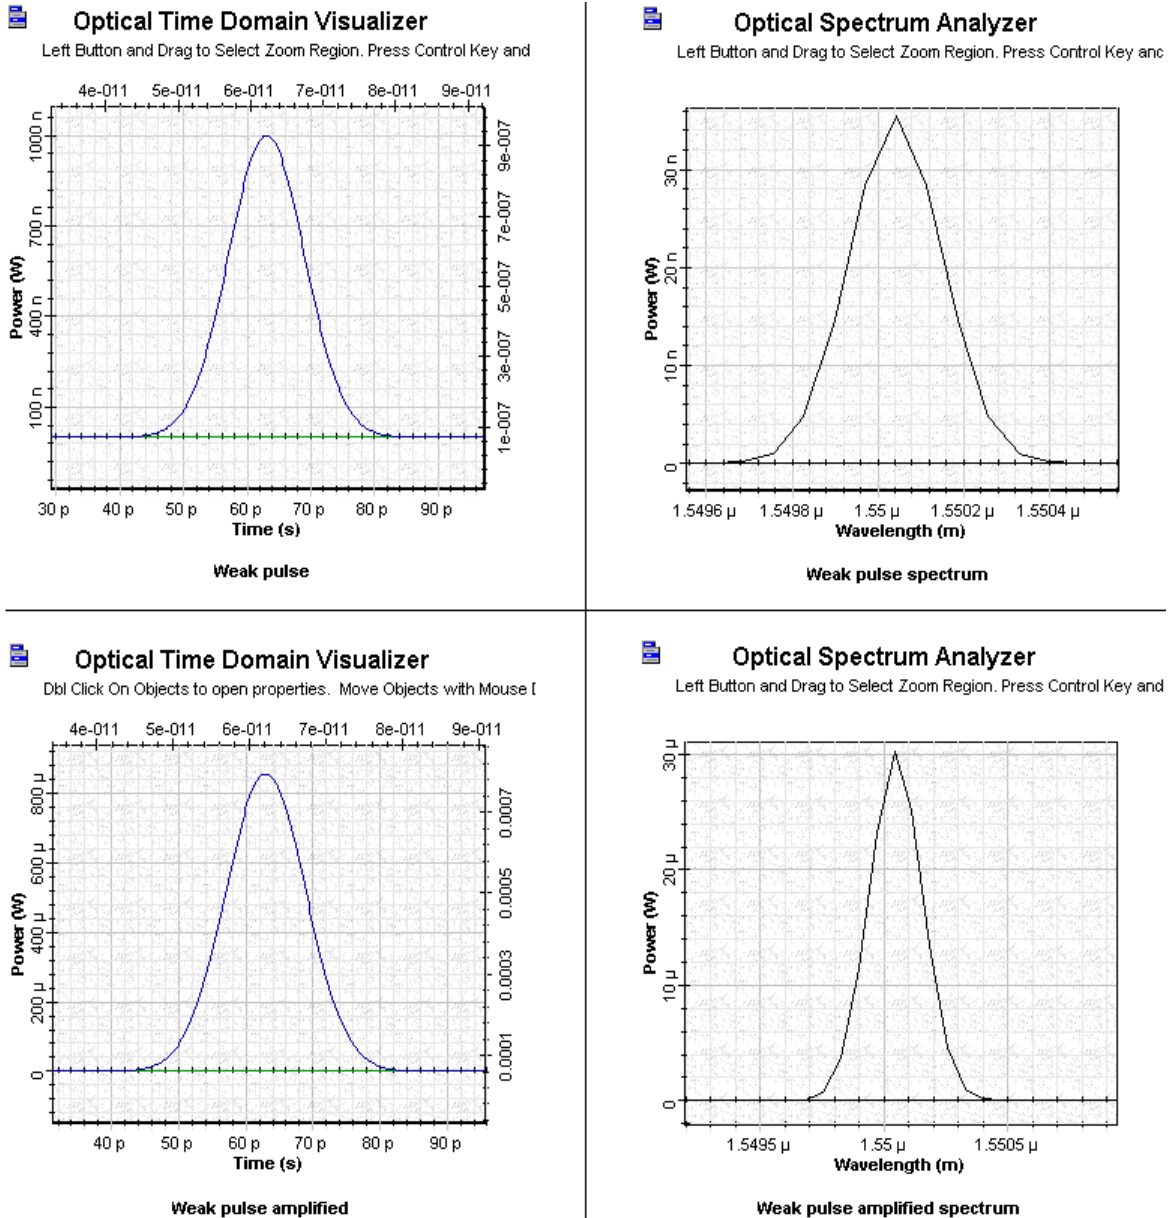 Optical Time Domain Visualizer
Left Button and Drag to Select Zoom Region. Press Control Key and
4e-011 5e-011 6e-011 7e-011 8e-011 9e-011
Power (W)
1000 n
700 n
400 n
100 n
9e-007
7e-007
5e-007
3e-007
1e-007
30 p 40 p 50 p 60 p 70 p 80 p 90 p
Time (s)
Weak pulse
Optical Spectrum Analyzer
Left Button and Drag to Select Zoom Region. Press Control Key anc
Power (W)
30 n
20 n
10 n
0
1.5496 µ 1.5498 µ 1.55 µ 1.5502 µ 1.5504 µ
Wavelength (m)
Weak pulse spectrum
Optical Time Domain Visualizer
Dbl Click On Objects to open properties. Move Objects with Mouse [
4e-011 5e-011 6e-011 7e-011 8e-011 9e-011
Power (W)
800 µ
600 µ
400 µ
200 µ
0
0.0007
0.0005
0.0003
0.0001
40 p 50 p 60 p 70 p 80 p 90 p
Time (s)
Weak pulse amplified
Optical Spectrum Analyzer
Left Button and Drag to Select Zoom Region. Press Control Key and
Power (W)
30 µ
20 µ
10 µ
0
1.5495 µ 1.55 µ 1.5505 µ
Wavelength (m)
Weak pulse amplified spectrum